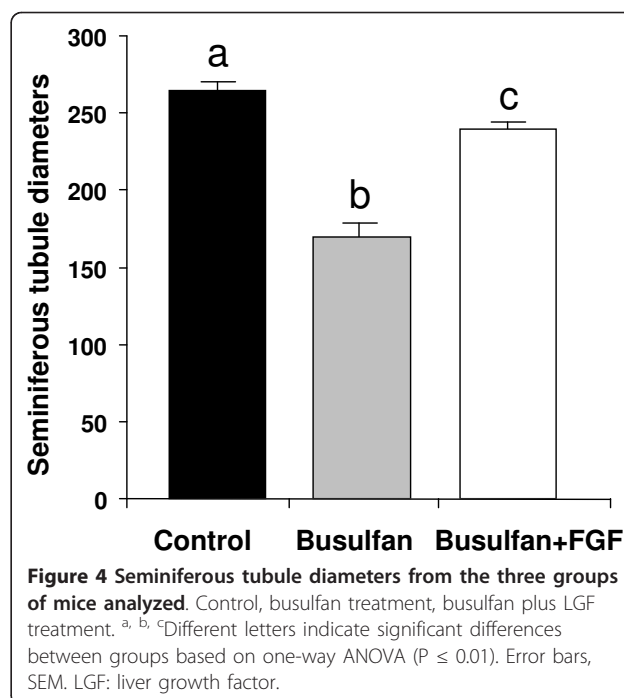 300
250
200
150
100
50
0
Seminiferous tubule diameters
a
b
c
Control Busulfan Busulfan+FGF
Figure 4 Seminiferous tubule diameters from the three groups
of mice analyzed. Control, busulfan treatment, busulfan plus LGF
treatment. a, b, cDifferent letters indicate significant differences
between groups based on one-way ANOVA (P ≤ 0.01). Error bars,
SEM. LGF: liver growth factor.